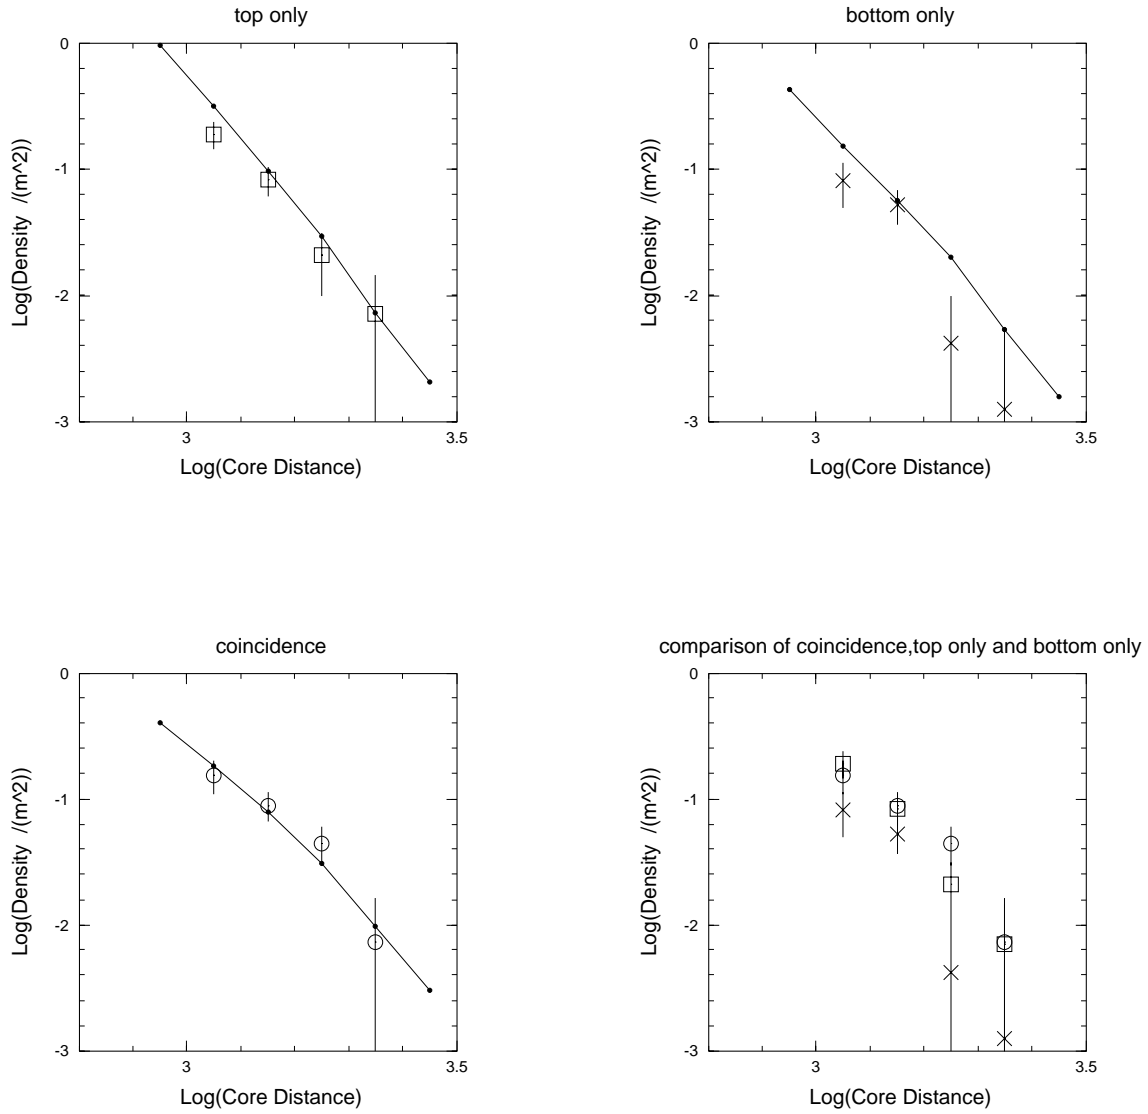 top only
0
-1
-2
-3
3
3.5
Log(Density /(m^2))
Log(Core Distance)
bottom only
0
-1
-2
-3
3
3.5
Log(Density /(m^2))
Log(Core Distance)
coincidence
0
-1
-2
-3
3
3.5
Log(Density /(m^2))
Log(Core Distance)
comparison of coincidence,top only and bottom only
0
-1
-2
-3
3
3.5
Log(Density /(m^2))
Log(Core Distance)